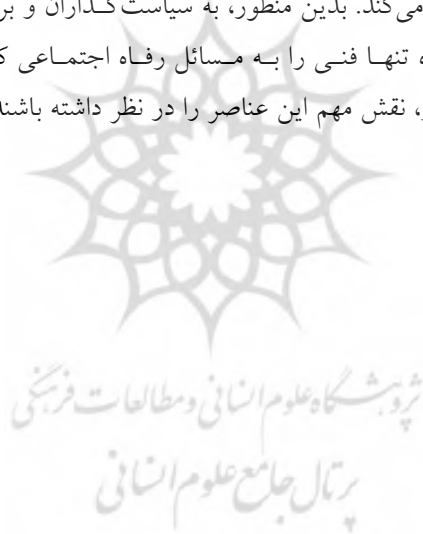 می‌کند. بدین منظور، به سیاست‌گذاران و بر
ه تنها فنی را به مسائل رفاه اجتماعی ک
، نقش مهم این عناصر را در نظر داشته باشند
پژوهشگاه علوم انسانی و مطالعات فرهنگی
پرتال جامع علوم انسانی